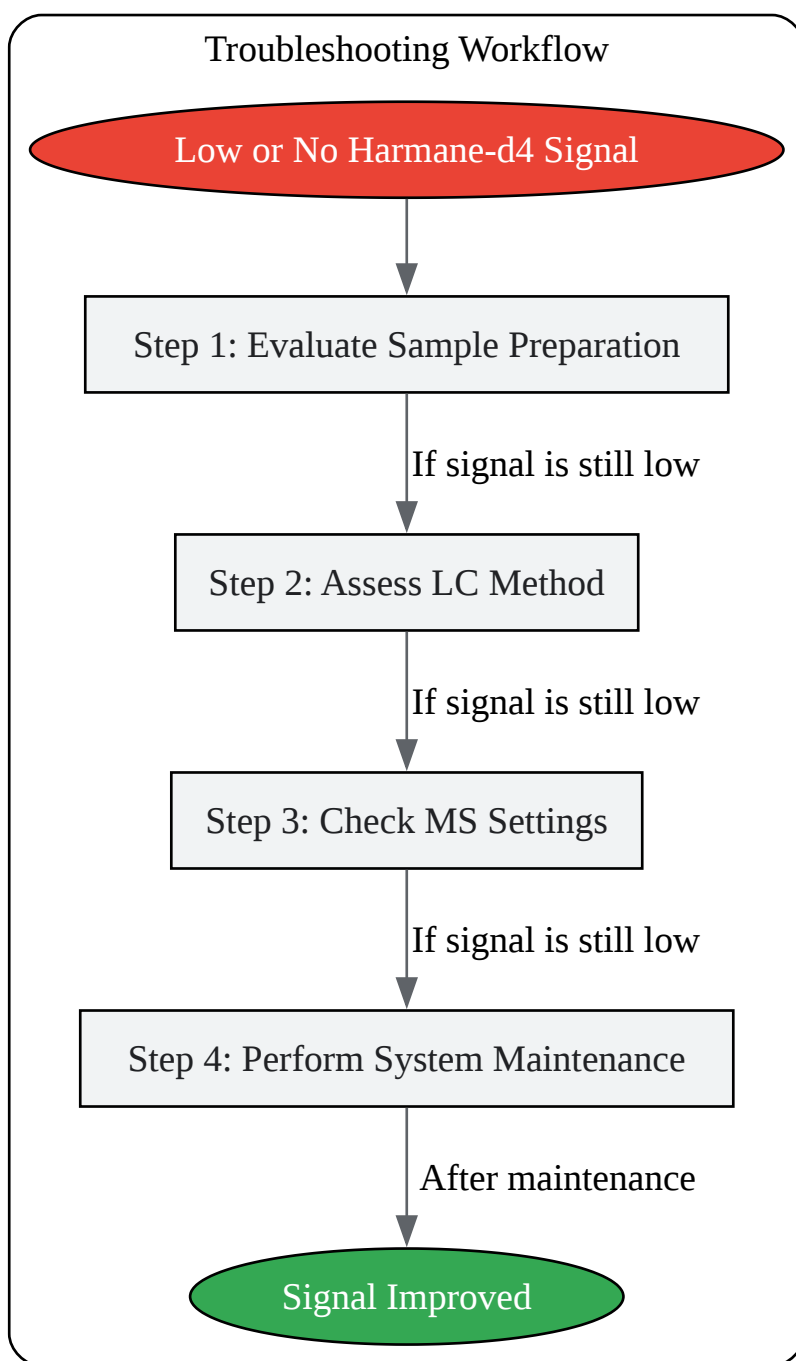 Troubleshooting Workflow
Low or No Harmane-d4 Signal
Step 1: Evaluate Sample Preparation
If signal is still low
Step 2: Assess LC Method
If signal is still low
Step 3: Check MS Settings
If signal is still low
Step 4: Perform System Maintenance
After maintenance
Signal Improved